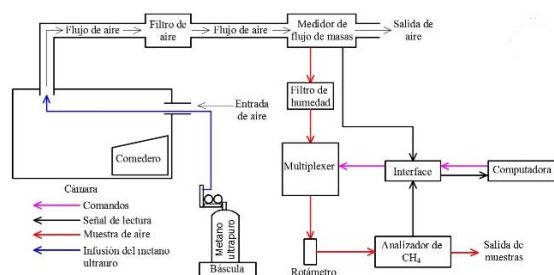 Flujo de aire
Filtro de
aire
Flujo de aire
Medidor de
flujo de masas
Salida de
aire
Filtro de
humedad
Entrada
de aire
Comedero
Multiplexer
Interface
Computadora
Cámara
Comandos
Señal de lectura
Muestra de aire
Infusión del metano
ultrauro
Metano
ultrapuro
Báscula
Rotámetro
Analizador de
CH4
Salida de
muestras